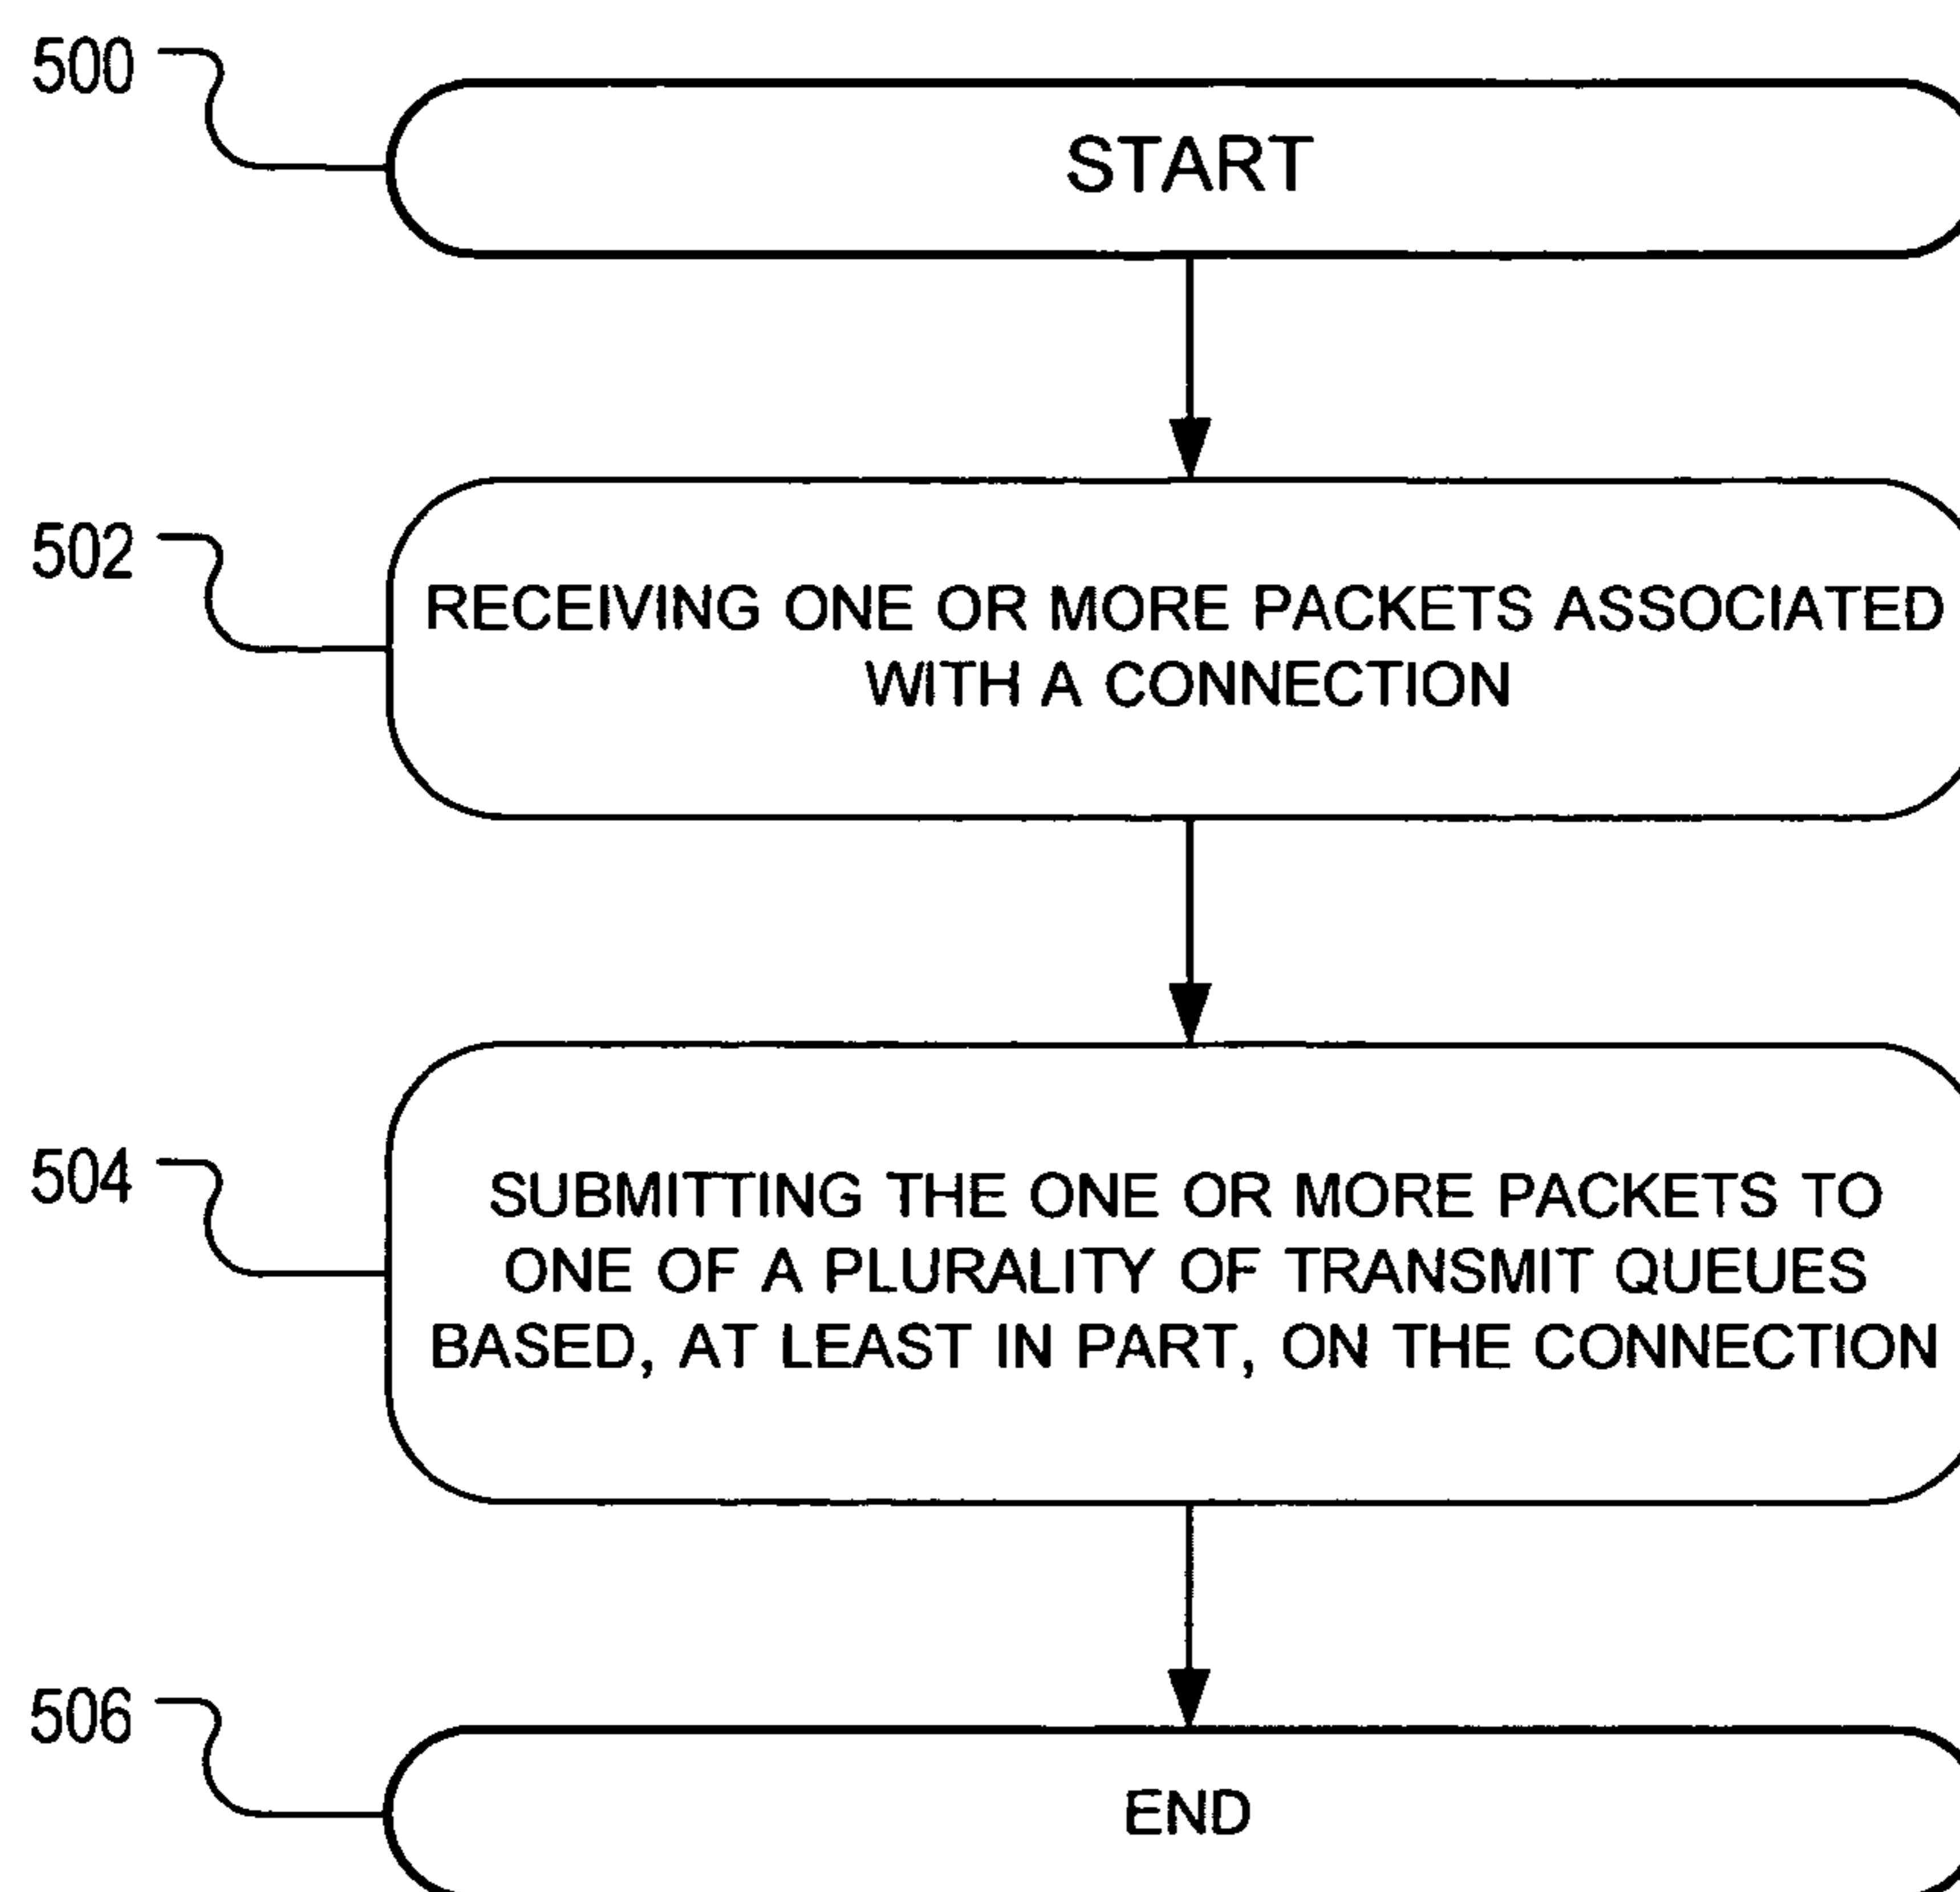 500
START
502
RECEIVING ONE OR MORE PACKETS ASSOCIATED
WITH A CONNECTION
504
SUBMITTING THE ONE OR MORE PACKETS TO
ONE OF A PLURALITY OF TRANSMIT QUEUES
BASED, AT LEAST IN PART, ON THE CONNECTION
506
END